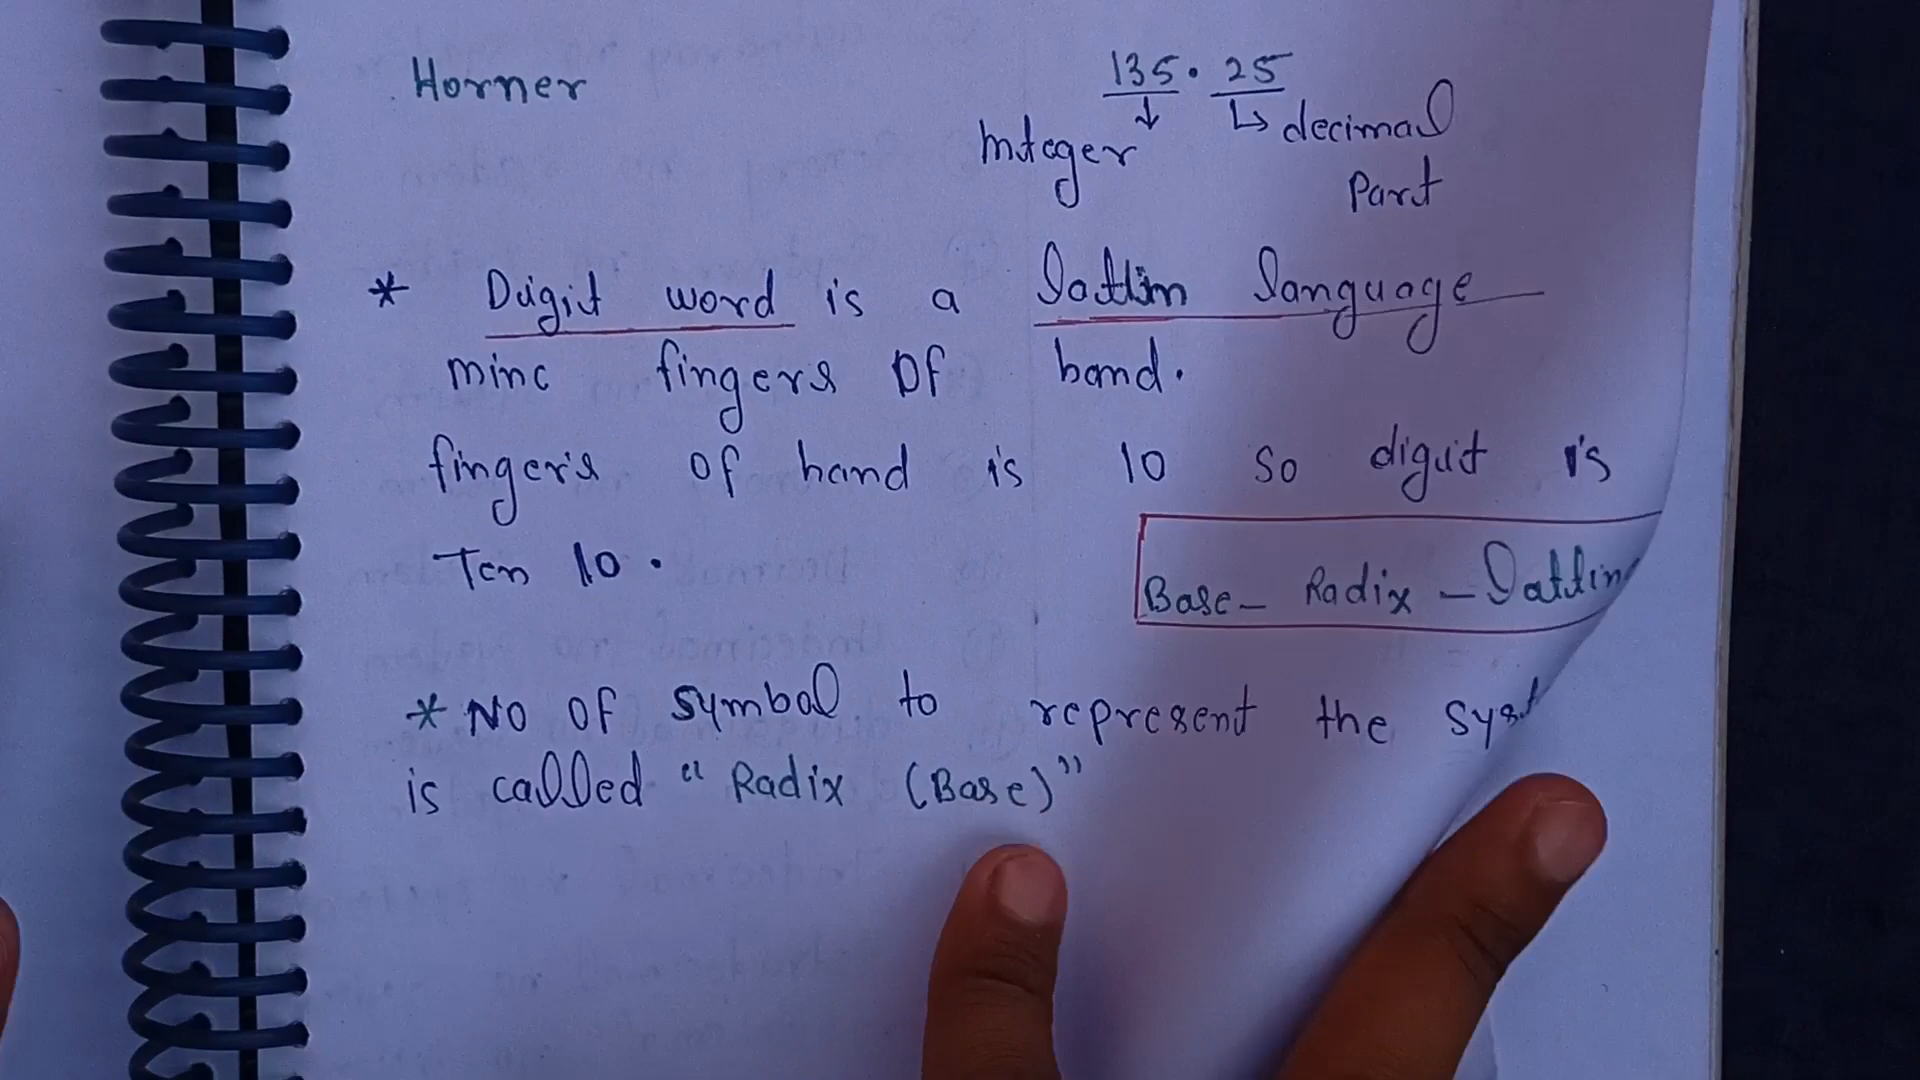 Horner
135.25
Integer
decimal
Part
* Digit word is a lattin language
minc fingers Of hand.
fingers of hand is 10 so digit is
Ten 10.
Base - Radix - Lattin
* NO OF symbol to represent the syst
is called "Radix (Base)"